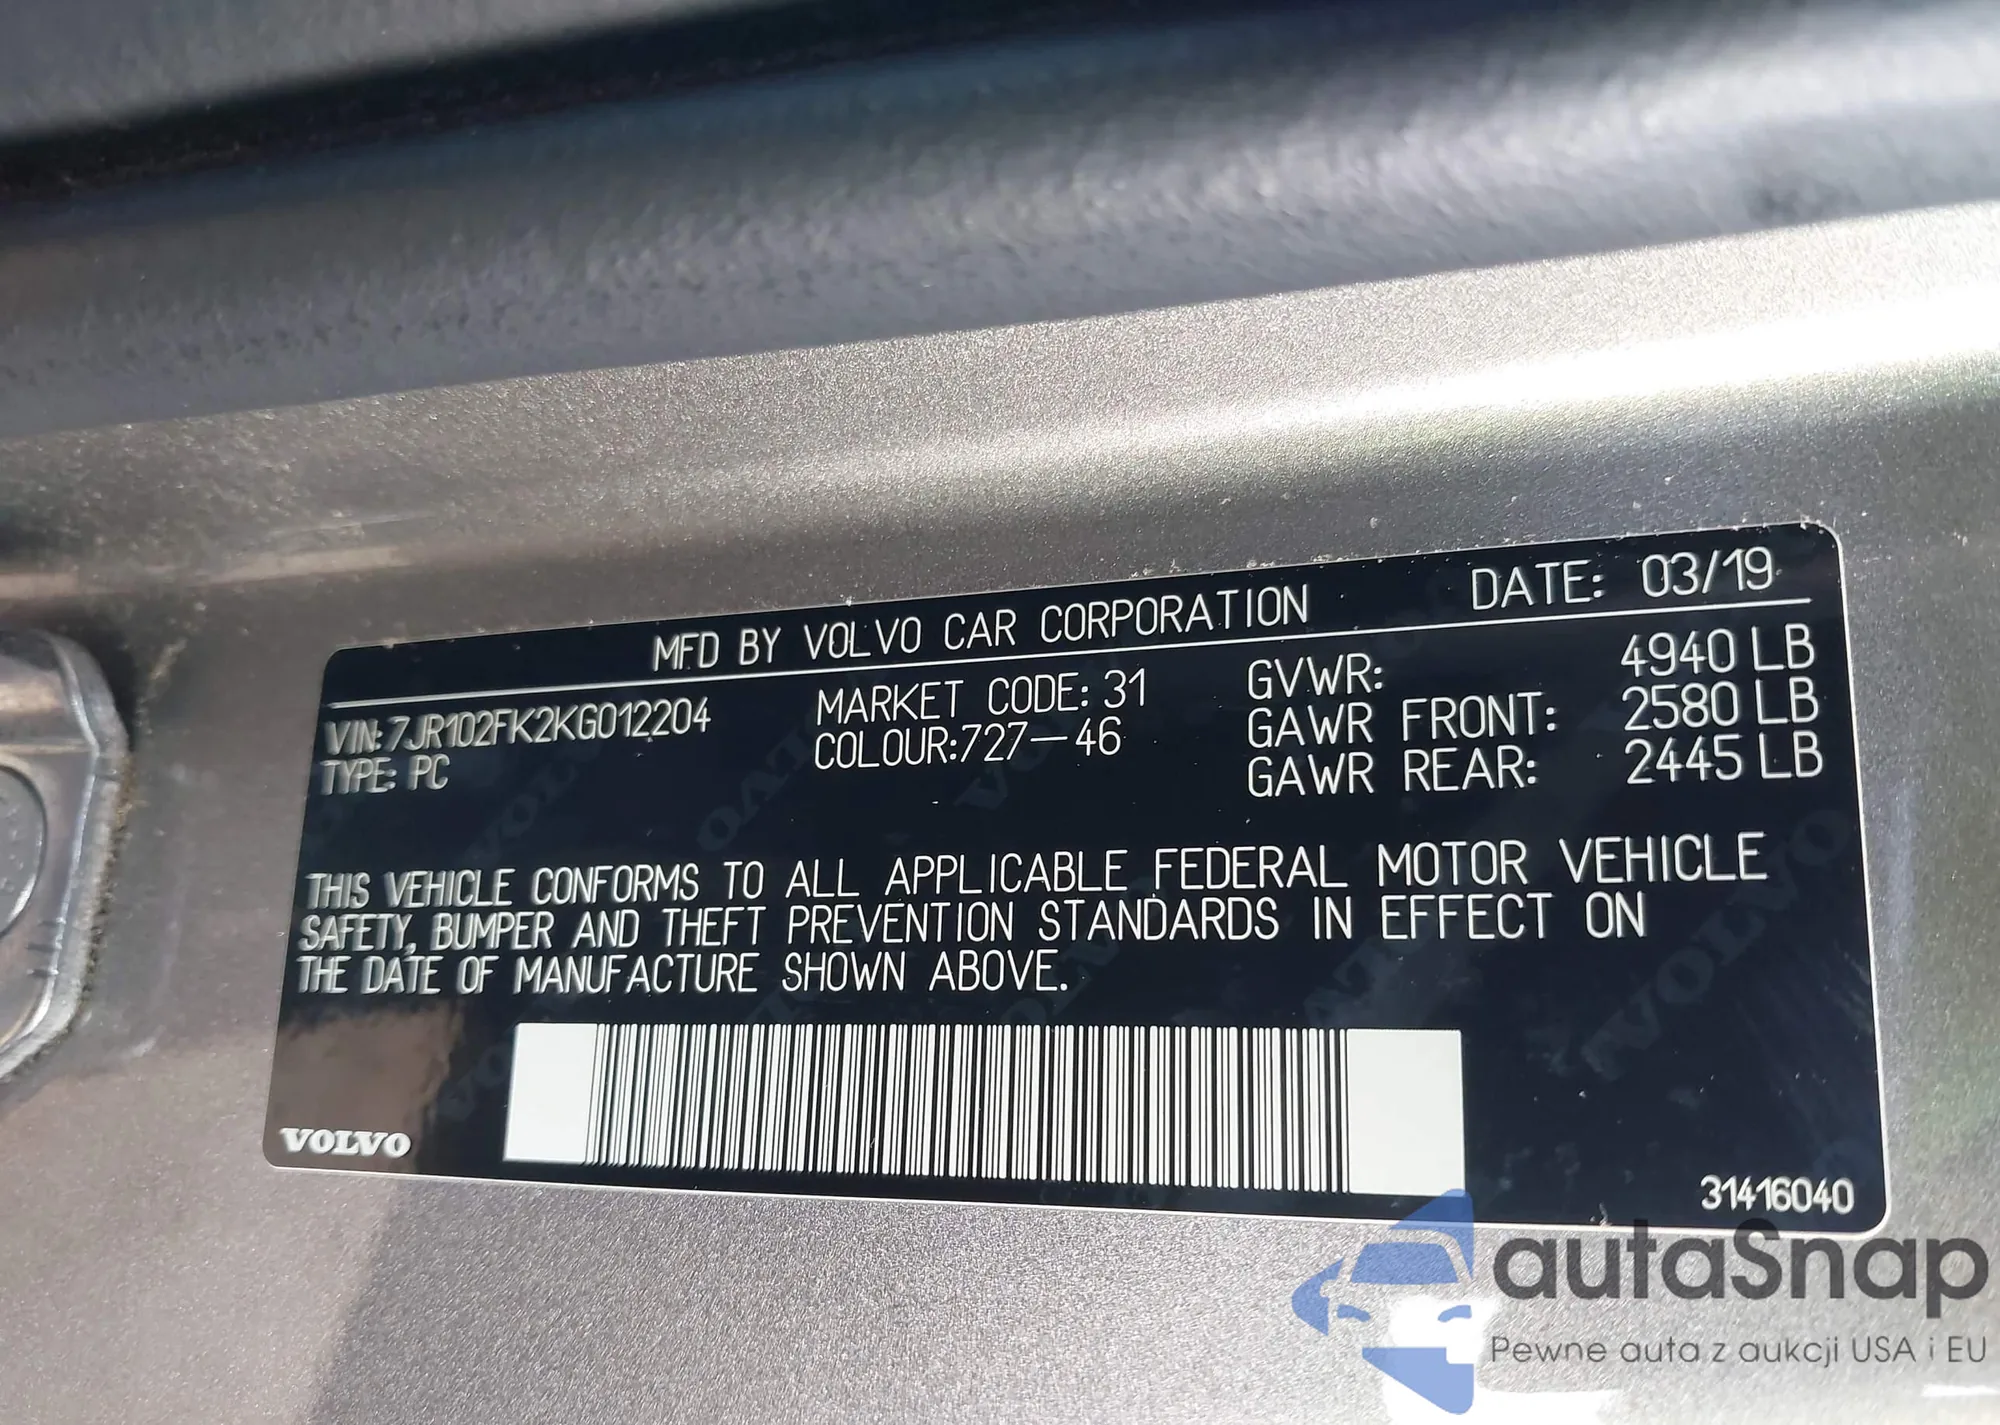 MFD BY VOLVO CAR CORPORATION DATE: 03/19
VIN: 7JR102FK2KG012204 MARKET CODE: 31 GVWR: 4940 LB
TYPE: PC COLOUR:727-46 GAWR FRONT: 2580 LB
GAWR REAR: 2445 LB
THIS VEHICLE CONFORMS TO ALL APPLICABLE FEDERAL MOTOR VEHICLE
SAFETY, BUMPER AND THEFT PREVENTION STANDARDS IN EFFECT ON
THE DATE OF MANUFACTURE SHOWN ABOVE.
VOLVO
31416040
autaSnap
Pewne auta z aukcji USA i EU